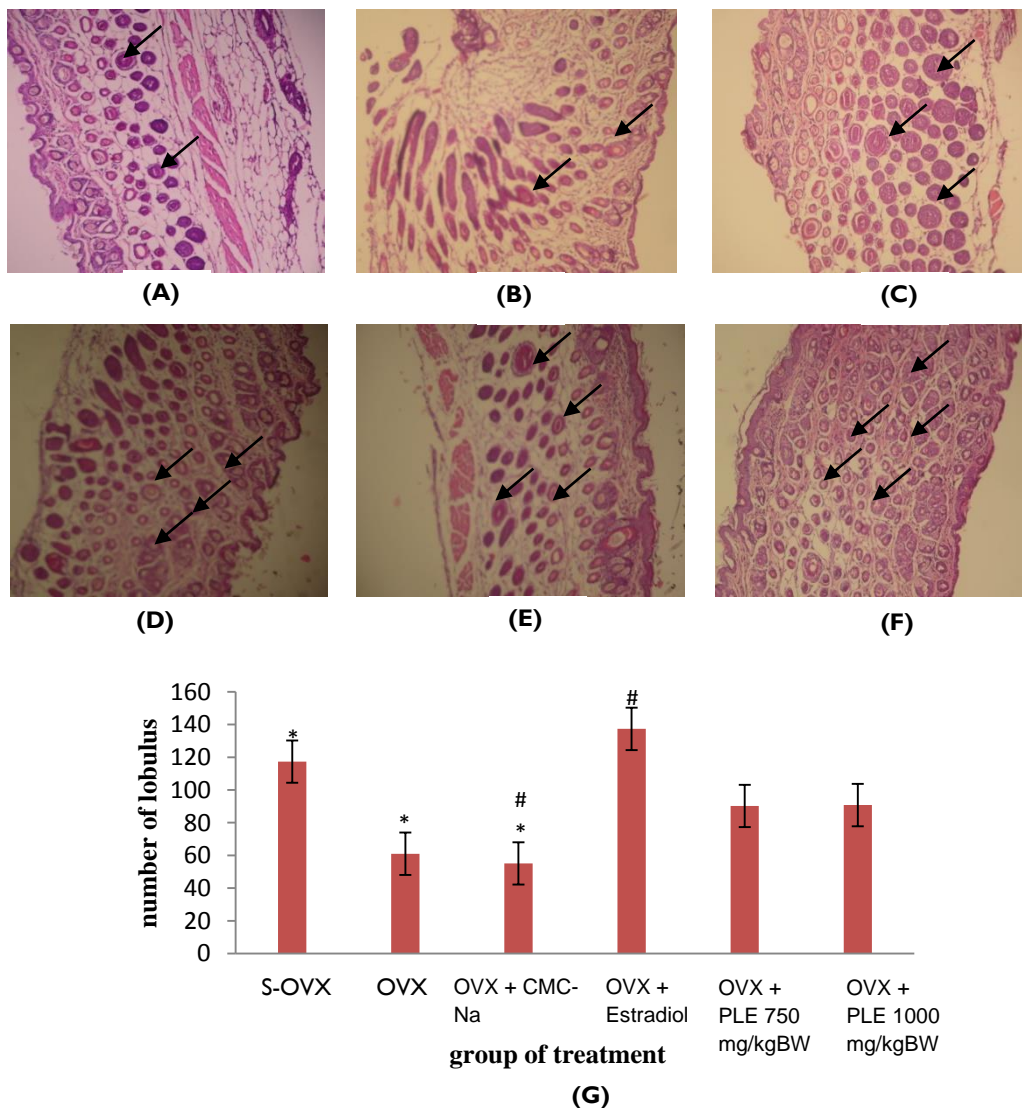 (A)
(B)
(C)
(D)
(E)
(F)
number of lobulus
160
140
120
100
80
60
40
20
0
*
*
#
*
#
S-OVX
OVX
OVX + CMC-
Na
OVX +
Estradiol
OVX +
PLE 750
mg/kgBW
OVX +
PLE 1000
mg/kgBW
group of treatment
(G)